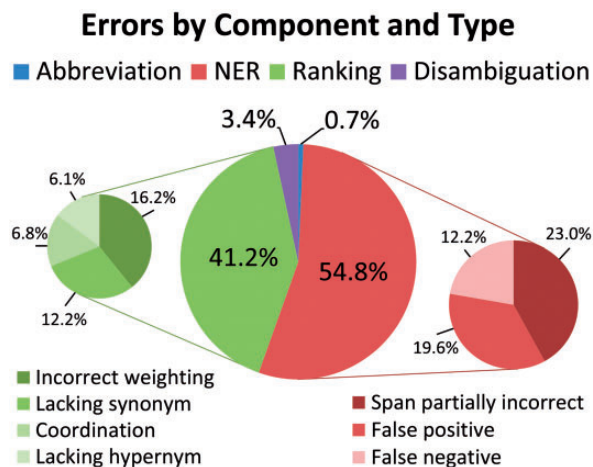 Errors by Component and Type
Abbreviation NER Ranking Disambiguation
3.4% 0.7%
6.1%
16.2%
6.8%
12.2%
41.2%
54.8%
12.2%
23.0%
19.6%
Incorrect weighting
Lacking synonym
Coordination
Lacking hypernym
Span partially incorrect
False positive
False negative